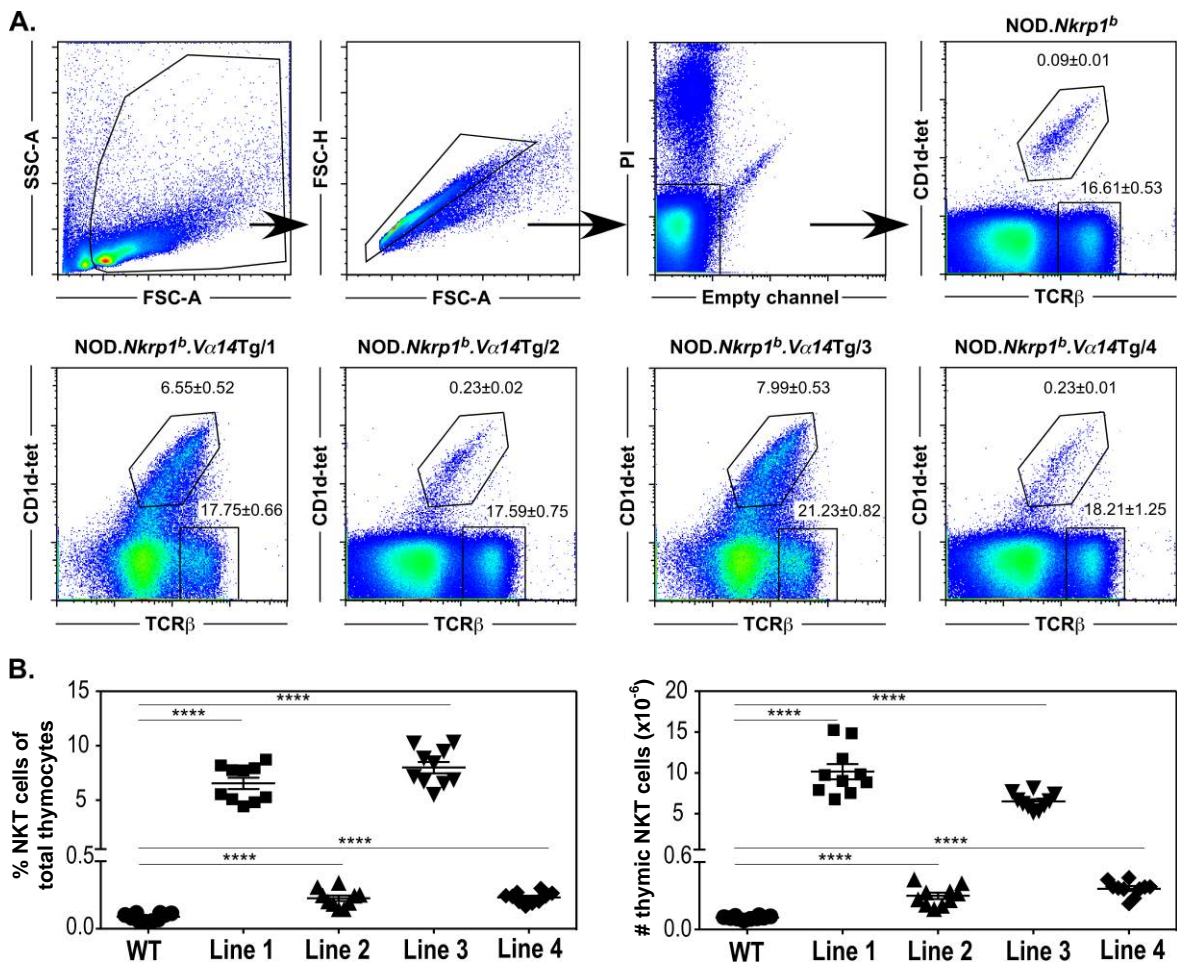 A.
SSC-A
FSC-A
FSC-H
FSC-A
PI
Empty channel
NOD.Nkrp1ᵇ
0.09±0.01
16.61±0.53
CD1d-tet
TCRβ
NOD.Nkrp1ᵇ.Vα14Tg/1
6.55±0.52
17.75±0.66
CD1d-tet
TCRβ
NOD.Nkrp1ᵇ.Vα14Tg/2
0.23±0.02
17.59±0.75
CD1d-tet
TCRβ
NOD.Nkrp1ᵇ.Vα14Tg/3
7.99±0.53
21.23±0.82
CD1d-tet
TCRβ
NOD.Nkrp1ᵇ.Vα14Tg/4
0.23±0.01
18.21±1.25
CD1d-tet
TCRβ
B.
% NKT cells of
total thymocytes
15
10
5
0.5
0.0
****
****
****
****
WT Line 1 Line 2 Line 3 Line 4
# thymic NKT cells (x10⁻⁶)
20
15
10
5
0.6
0.0
****
****
****
****
WT Line 1 Line 2 Line 3 Line 4